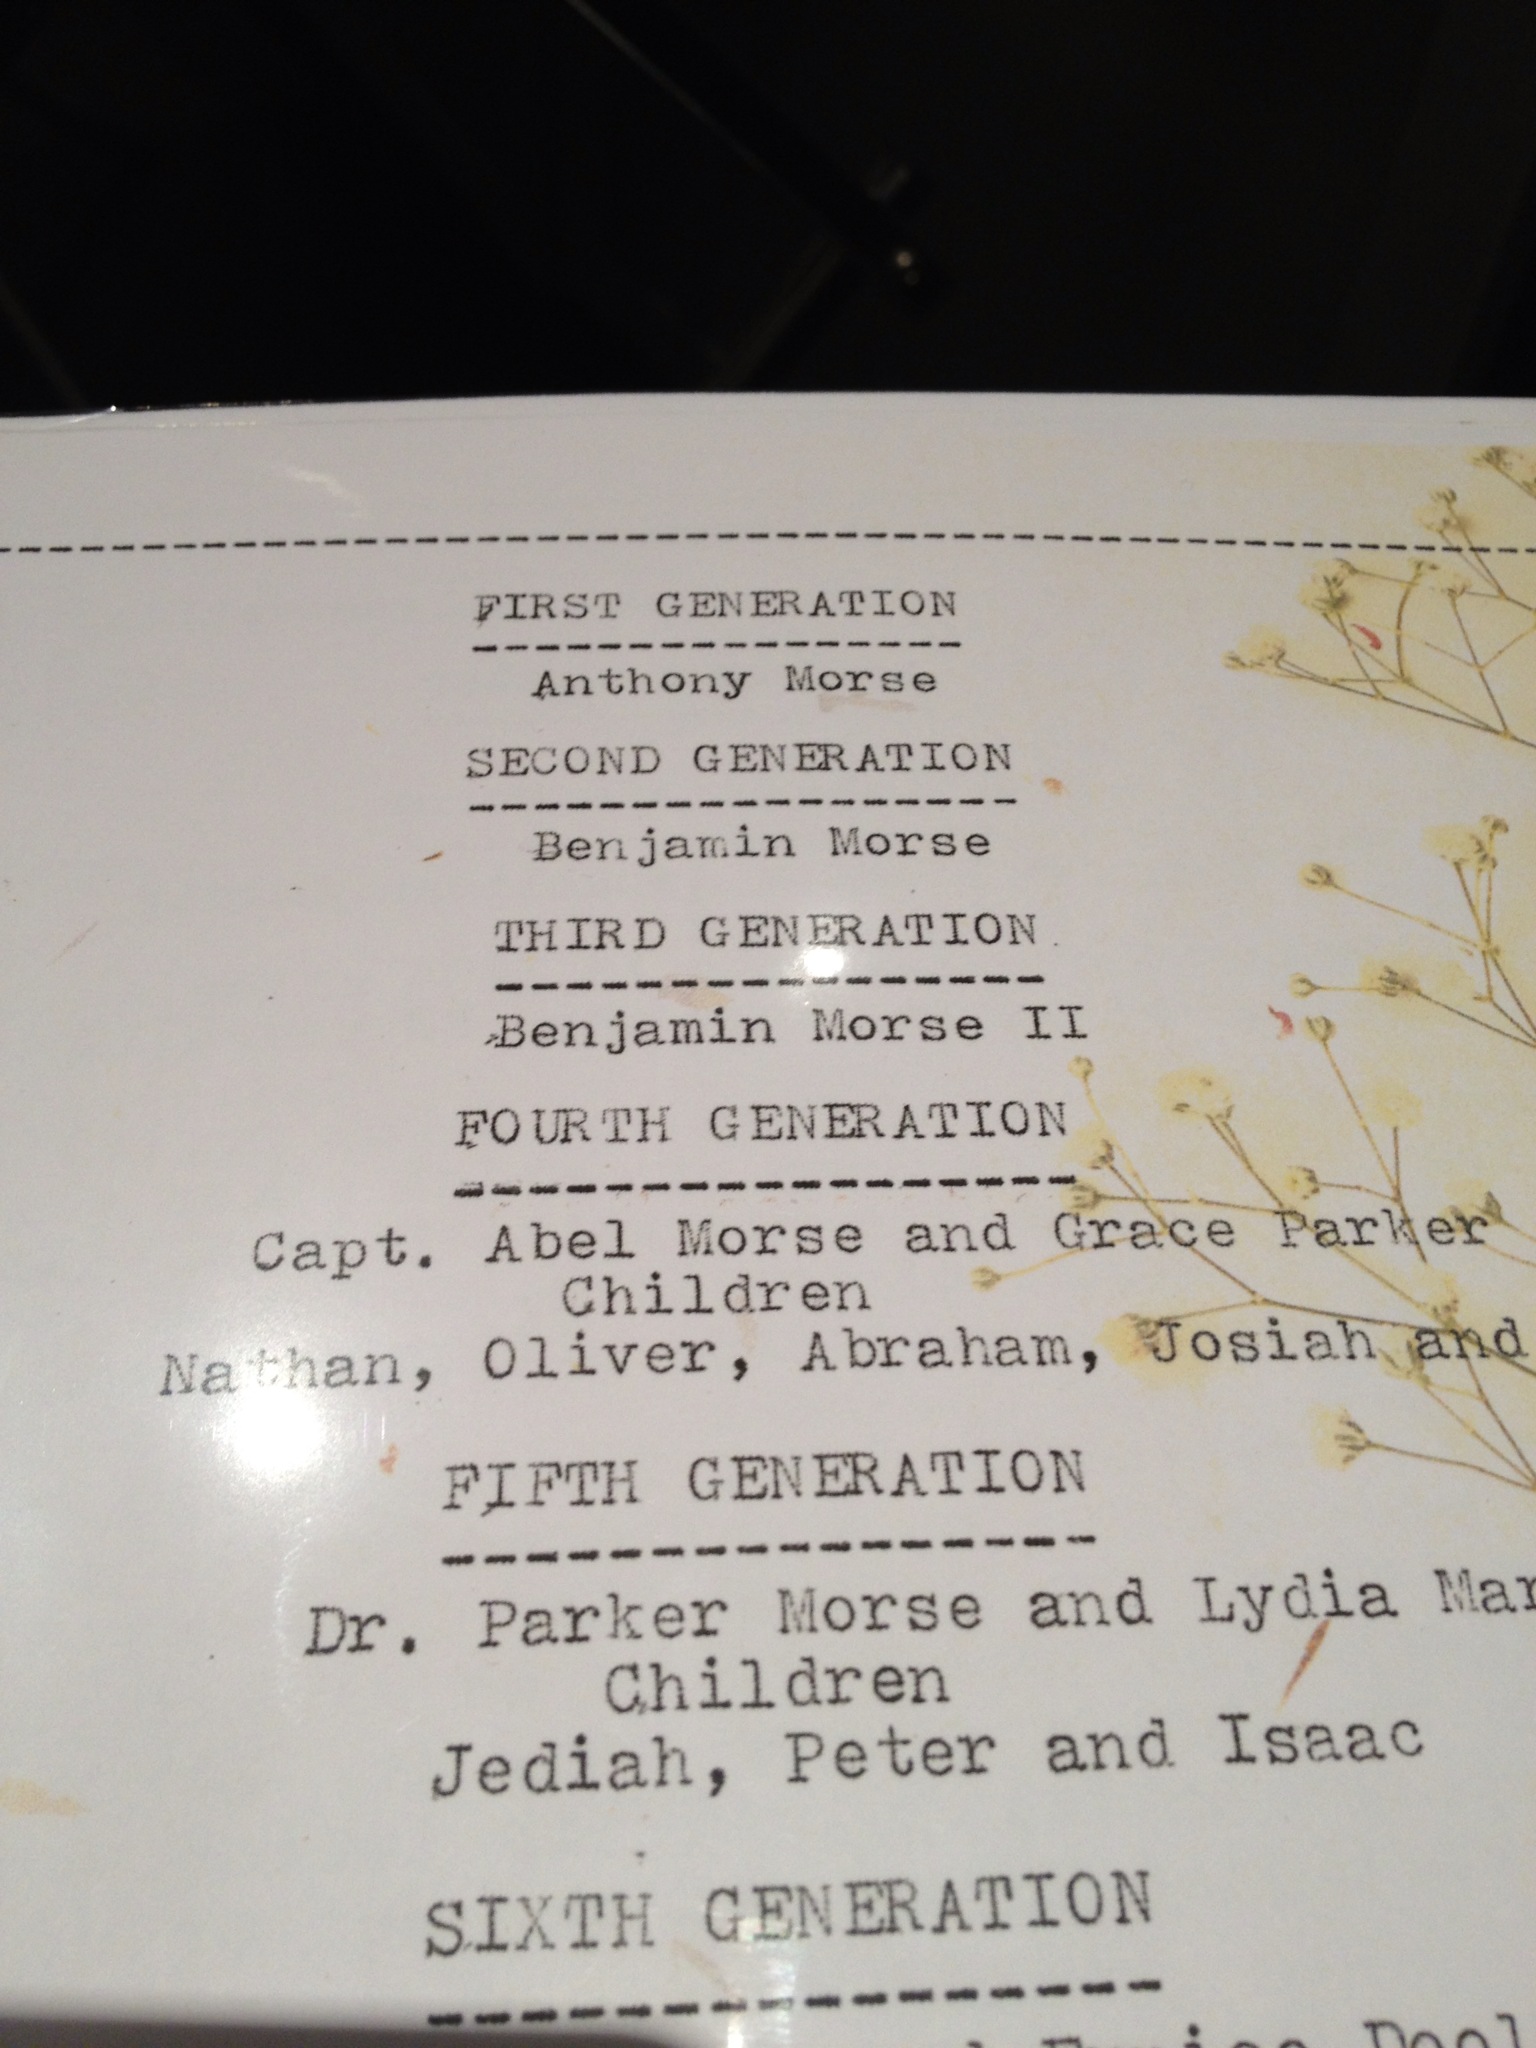 FIRST GENERATION
Anthony Morse
SECOND GENERATION
Benjamin Morse
THIRD GENERATION
Benjamin Morse II
FOURTH GENERATION
Capt. Abel Morse and Grace Parker
Children
Nathan, Oliver, Abraham, Josiah and
FIFTH GENERATION
Dr. Parker Morse and Lydia
Children
Jediah, Peter and Isaac
SIXTH GENERATION